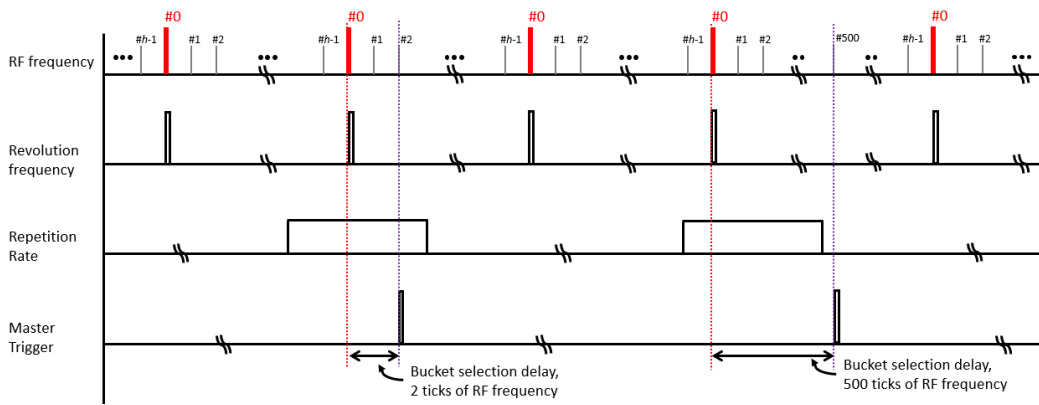 #0 #0 #0 #0 #0
#h-1 #1 #2 #h-1 #1 #2 #h-1 #1 #2 #h-1 #1 #2 #500 #h-1 #1 #2
RF frequency
Revolution
frequency
Repetition
Rate
Master
Trigger
Bucket selection delay,
2 ticks of RF frequency
Bucket selection delay,
500 ticks of RF frequency